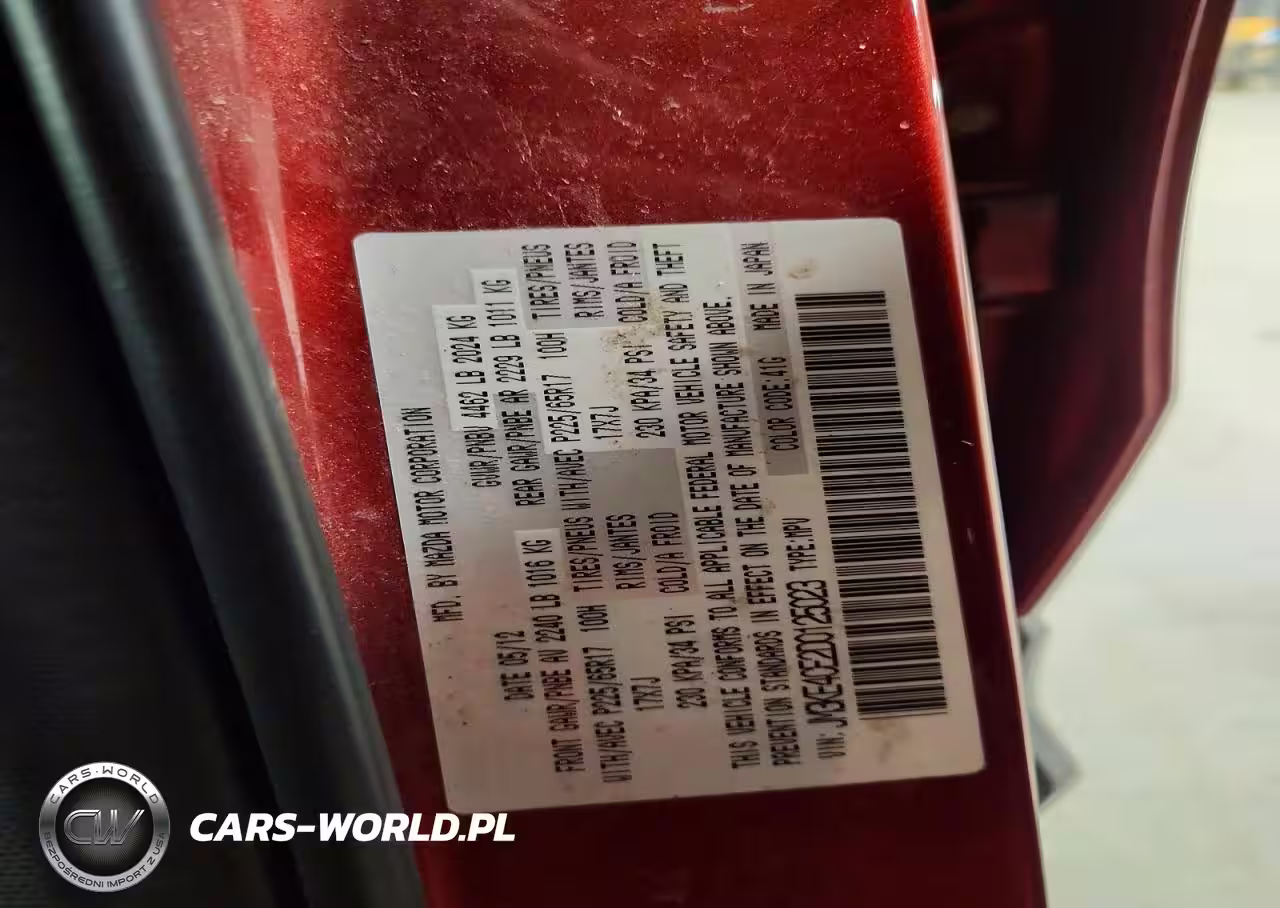 MFD. BY MAZDA MOTOR CORPORATION
DATE 05/12
GVWR/PNBV 4462 LB 2024 KG
FRONT GAWR/PNBE AV 2240 LB 1016 KG
REAR GAWR/PNBE AR 2229 LB 1011 KG
WITH/AVEC P225/65R17 100H TIRES/PNEUS WITH/AVEC P225/65R17 100H TIRES/PNEUS
17X7J RIMS/JANTES 17X7J RIMS/JANTES
230 KPA/34 PSI COLD/A FROID 230 KPA/34 PSI COLD/A FROID
THIS VEHICLE CONFORMS TO ALL APPLICABLE FEDERAL MOTOR VEHICLE SAFETY AND THEFT
PREVENTION STANDARDS IN EFFECT ON THE DATE OF MANUFACTURE SHOWN ABOVE.
VIN: JM3KE4CE2D0125023 TYPE:MPV COLOR CODE:41G MADE IN JAPAN
CARS-WORLD
CW
BEZPOŚREDNI IMPORT Z USA
CARS-WORLD.PL